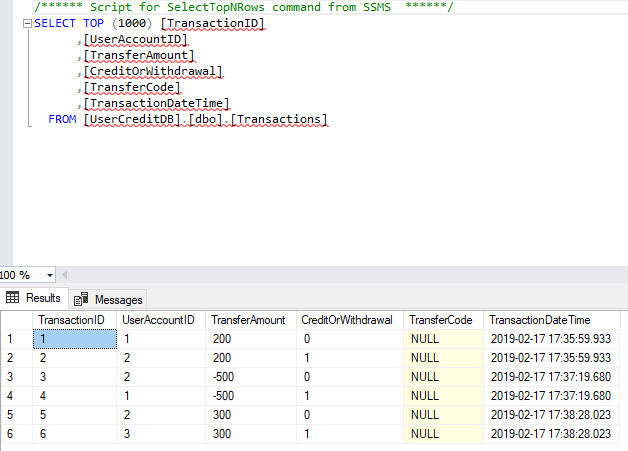 /****** Script for SelectTopNRows command from SSMS ******/
SELECT TOP (1000) [TransactionID]
,[UserAccountID]
,[TransferAmount]
,[CreditOrWithdrawal]
,[TransferCode]
,[TransactionDateTime]
FROM [UserCreditDB].[dbo].[Transactions]
100 %
Results Messages
TransactionID UserAccountID TransferAmount CreditOrWithdrawal TransferCode TransactionDateTime
1 1 1 200 0 NULL 2019-02-17 17:35:59.933
2 2 2 200 1 NULL 2019-02-17 17:35:59.933
3 3 2 -500 0 NULL 2019-02-17 17:37:19.680
4 4 1 -500 1 NULL 2019-02-17 17:37:19.680
5 5 2 300 0 NULL 2019-02-17 17:38:28.023
6 6 3 300 1 NULL 2019-02-17 17:38:28.023